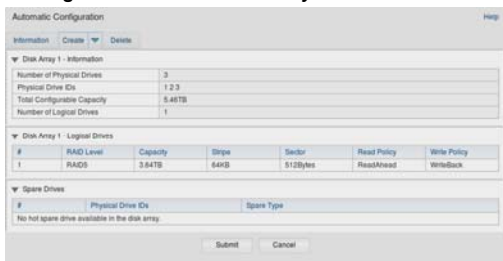 Automatic Configuration Help
Information Create Delete
Disk Array 1 - Information
Number of Physical Drives 3
Physical Drive IDs 1 2 3
Total Configurable Capacity 5.46TB
Number of Logical Drives 1
Disk Array 1 - Logical Drives
# RAID Level Capacity Stripe Sector Read Policy Write Policy
1 RAID5 3.64TB 64KB 512Bytes ReadAhead WriteBack
Spare Drives
# Physical Drive IDs Spare Type
No hot spare drive available in the disk array.
Submit Cancel